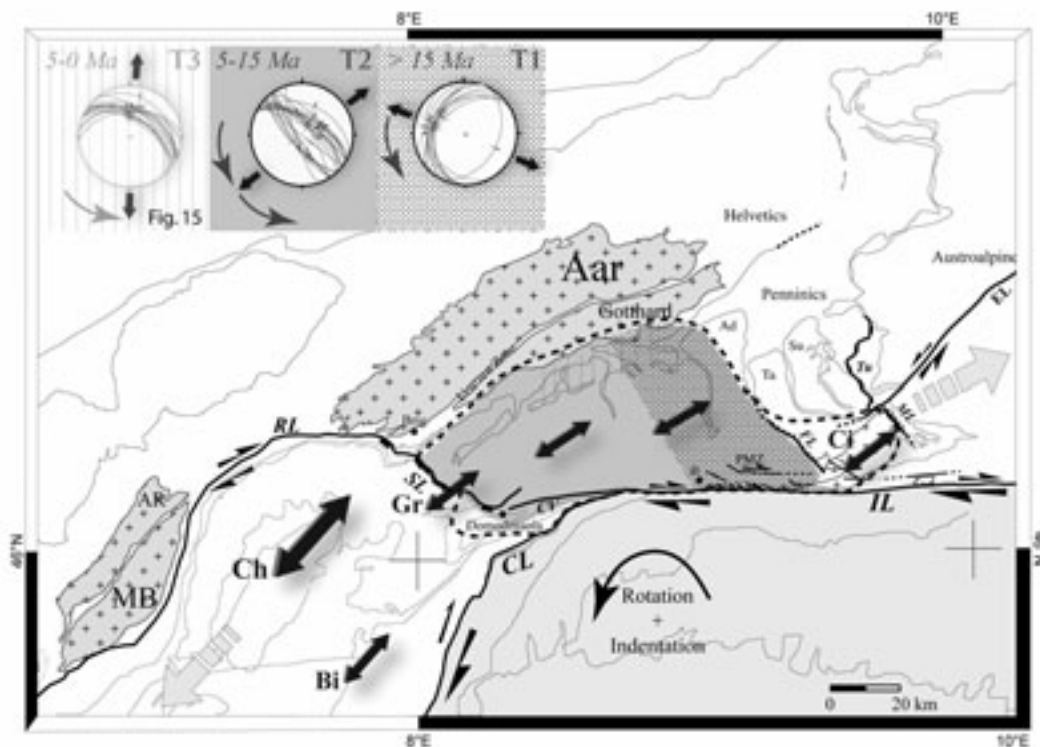 8°E
10°E
5-0 Ma T3
5-15 Ma T2
> 15 Ma T1
Fig. 15
Helvetics
Austroalpine
Aar
EL
Penninics
Gotthard
Ad
Su
Tu
Ta
RL
ML
Ci
FL
PMZ
SL
AR
Gr
CL
IL
46°N
Ch
CL
MB
Rotation
+
Indentation
Bi
0 20 km
8°E
10°E